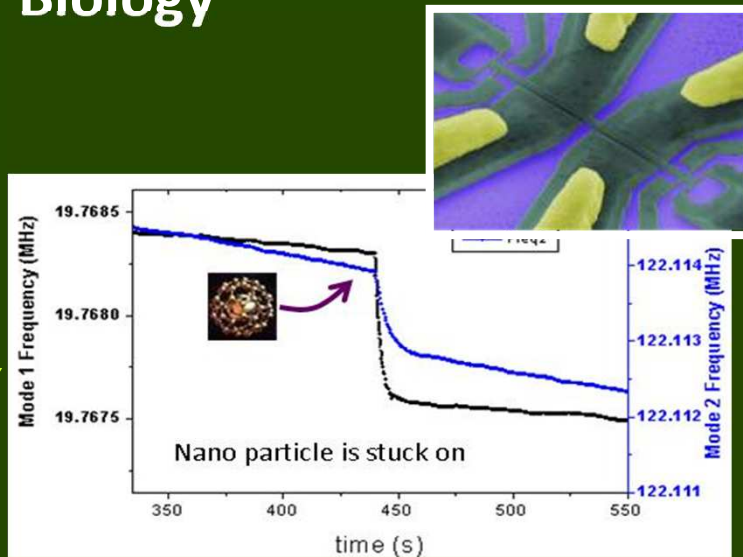 Biology
19.7685
19.7680
19.7675
Mode 1 Frequency (MHz)
122.114
122.113
122.112
122.111
Mode 2 Frequency (MHz)
Nano particle is stuck on
350
400
450
500
550
time (s)